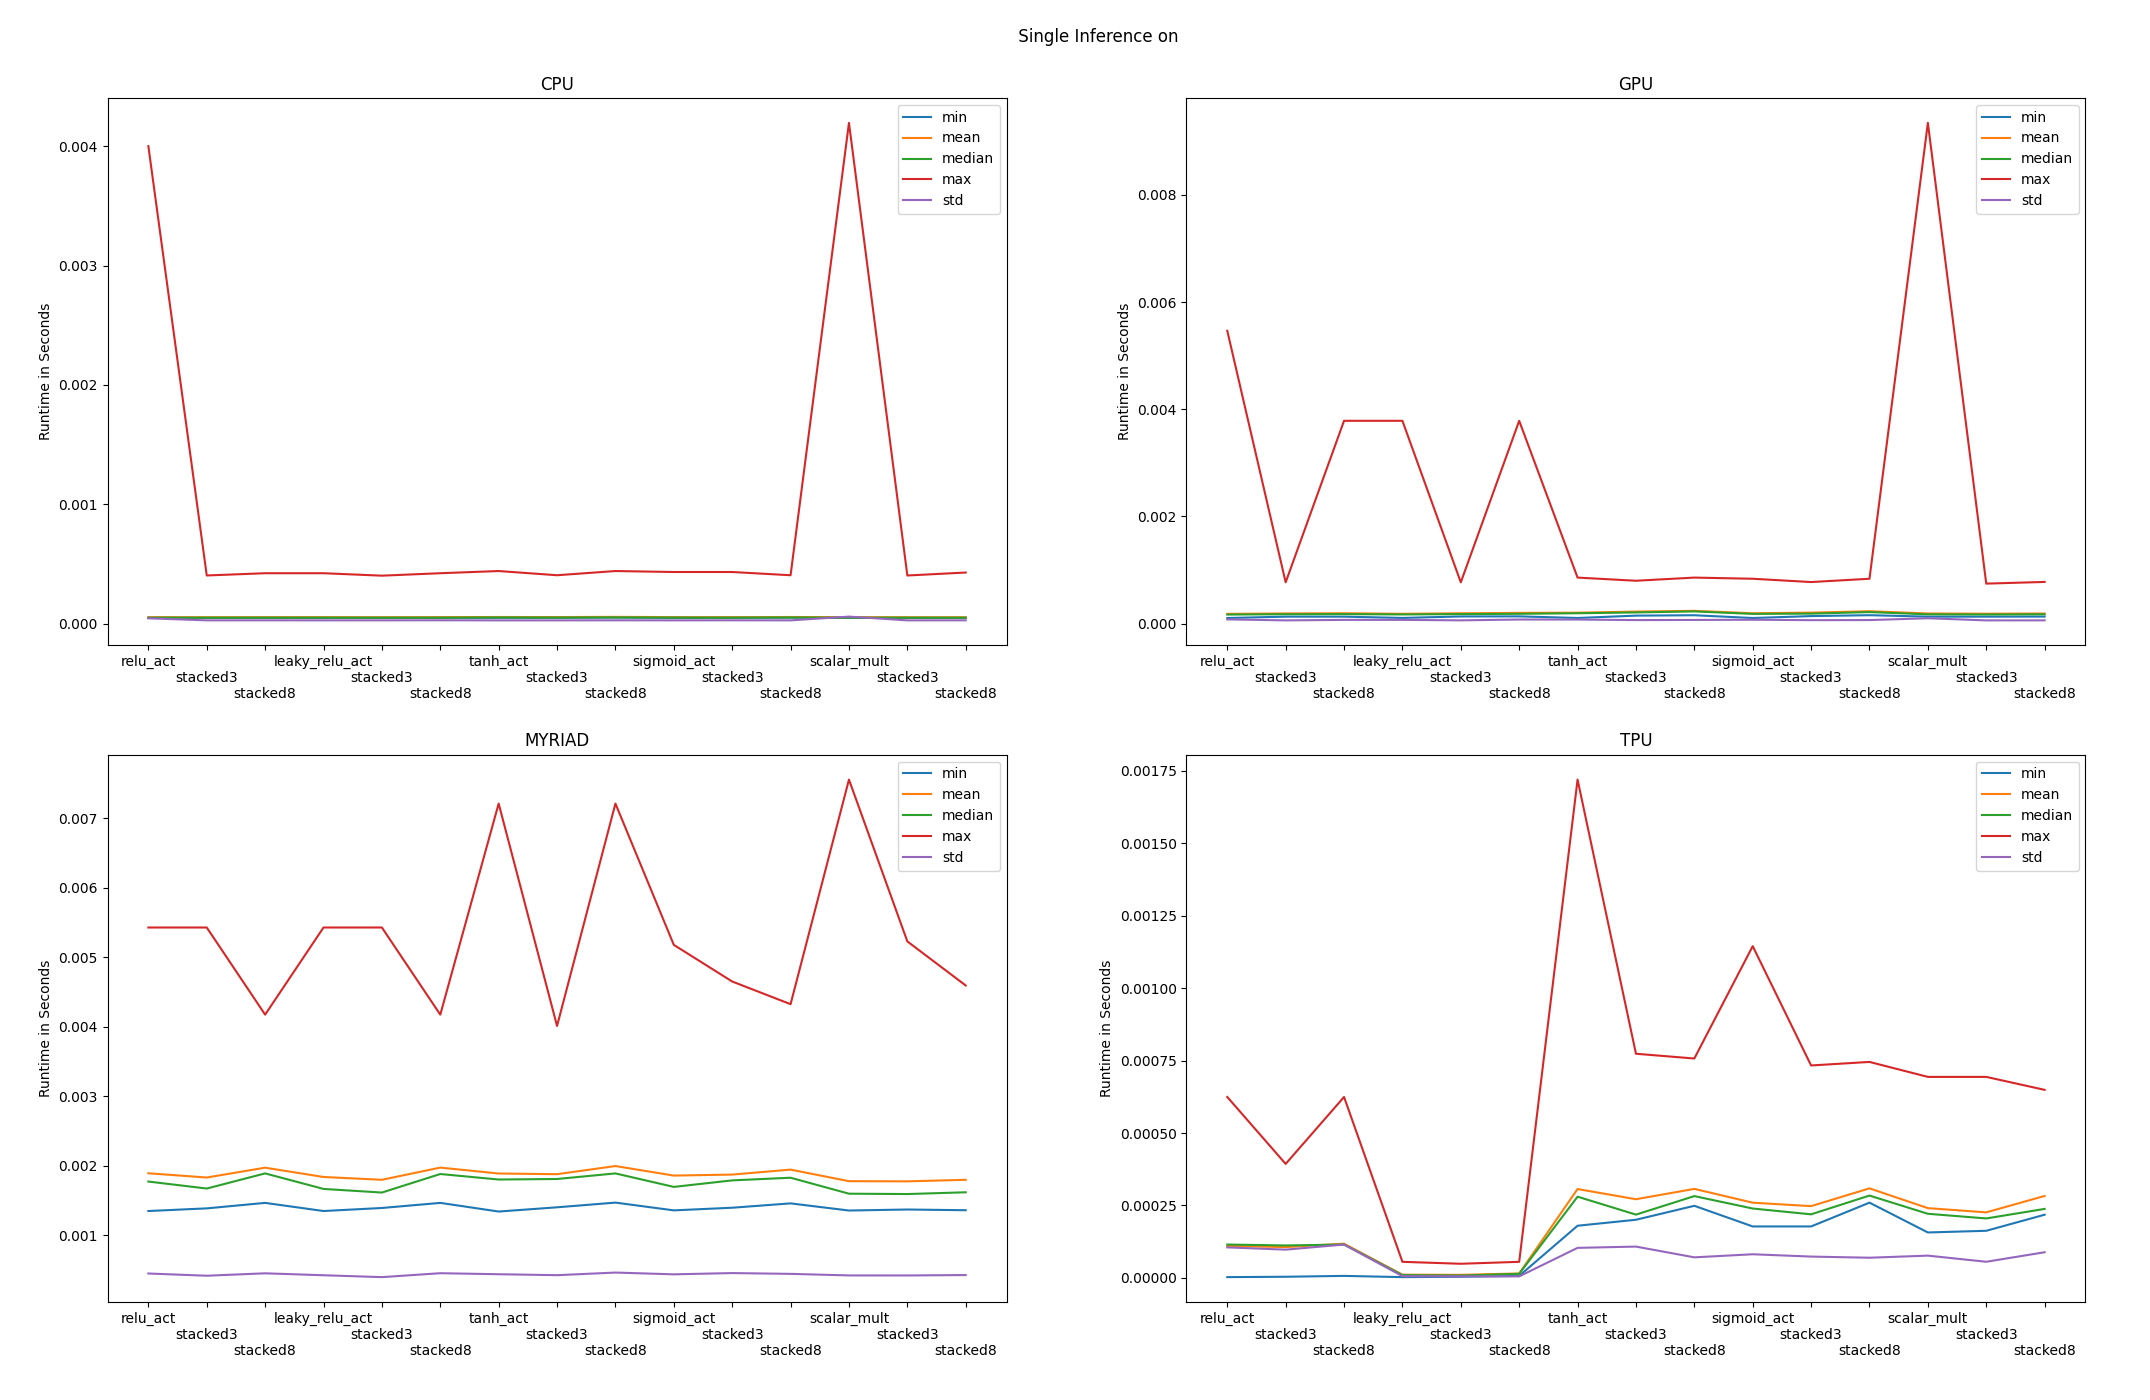 Single Inference on
CPU
Runtime in Seconds
0.004
0.003
0.002
0.001
0.000
min
mean
median
max
std
relu_act leaky_relu_act tanh_act sigmoid_act scalar_mult
stacked3 stacked3 stacked3 stacked3 stacked3
stacked8 stacked8 stacked8 stacked8 stacked8
GPU
Runtime in Seconds
0.008
0.006
0.004
0.002
0.000
min
mean
median
max
std
relu_act leaky_relu_act tanh_act sigmoid_act scalar_mult
stacked3 stacked3 stacked3 stacked3 stacked3
stacked8 stacked8 stacked8 stacked8 stacked8
MYRIAD
Runtime in Seconds
0.007
0.006
0.005
0.004
0.003
0.002
0.001
min
mean
median
max
std
relu_act leaky_relu_act tanh_act sigmoid_act scalar_mult
stacked3 stacked3 stacked3 stacked3 stacked3
stacked8 stacked8 stacked8 stacked8 stacked8
TPU
Runtime in Seconds
0.00175
0.00150
0.00125
0.00100
0.00075
0.00050
0.00025
0.00000
min
mean
median
max
std
relu_act leaky_relu_act tanh_act sigmoid_act scalar_mult
stacked3 stacked3 stacked3 stacked3 stacked3
stacked8 stacked8 stacked8 stacked8 stacked8